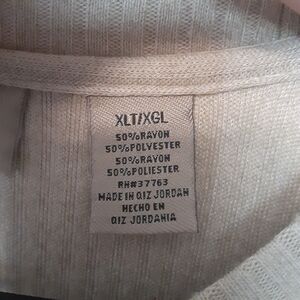 XLT/XGL
50%RAYON
50%POLYESTER
50%RAYON
50%POLIESTER
RN#37763
MADE IN QIZ JORDAN
HECHO EN
QIZ JORDANIA